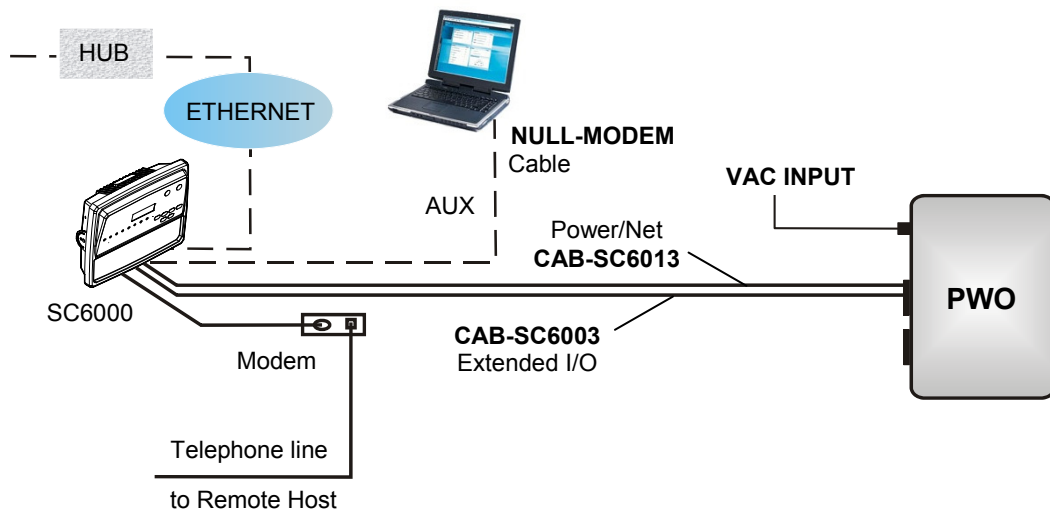 HUB
ETHERNET
NULL-MODEM
Cable
VAC INPUT
AUX
Power/Net
CAB-SC6013
SC6000
PWO
CAB-SC6003
Extended I/O
Modem
Telephone line
to Remote Host